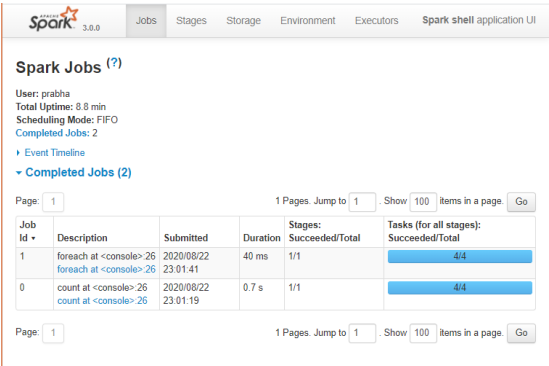 APACHE
Spark 3.0.0 Jobs Stages Storage Environment Executors Spark shell application UI
Spark Jobs (?)
User: prabha
Total Uptime: 8.8 min
Scheduling Mode: FIFO
Completed Jobs: 2
Event Timeline
Completed Jobs (2)
Page: 1 1 Pages. Jump to 1 . Show 100 items in a page. Go
Job Id ▾ Description Submitted Duration Stages: Succeeded/Total Tasks (for all stages): Succeeded/Total
1 foreach at <console>:26 2020/08/22 40 ms 1/1 4/4
foreach at <console>:26 23:01:41
0 count at <console>:26 2020/08/22 0.7 s 1/1 4/4
count at <console>:26 23:01:19
Page: 1 1 Pages. Jump to 1 . Show 100 items in a page. Go